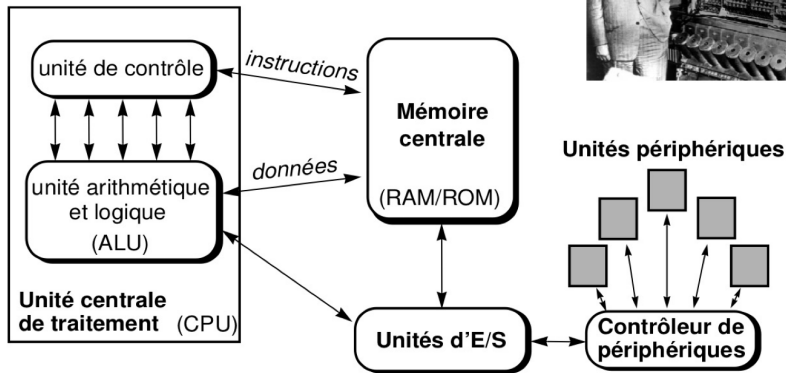 unité de contrôle
instructions
Mémoire
centrale
(RAM/ROM)
données
unité arithmétique
et logique
(ALU)
Unité centrale
de traitement (CPU)
Unités d'E/S
Unités périphériques
Contrôleur de
périphériques